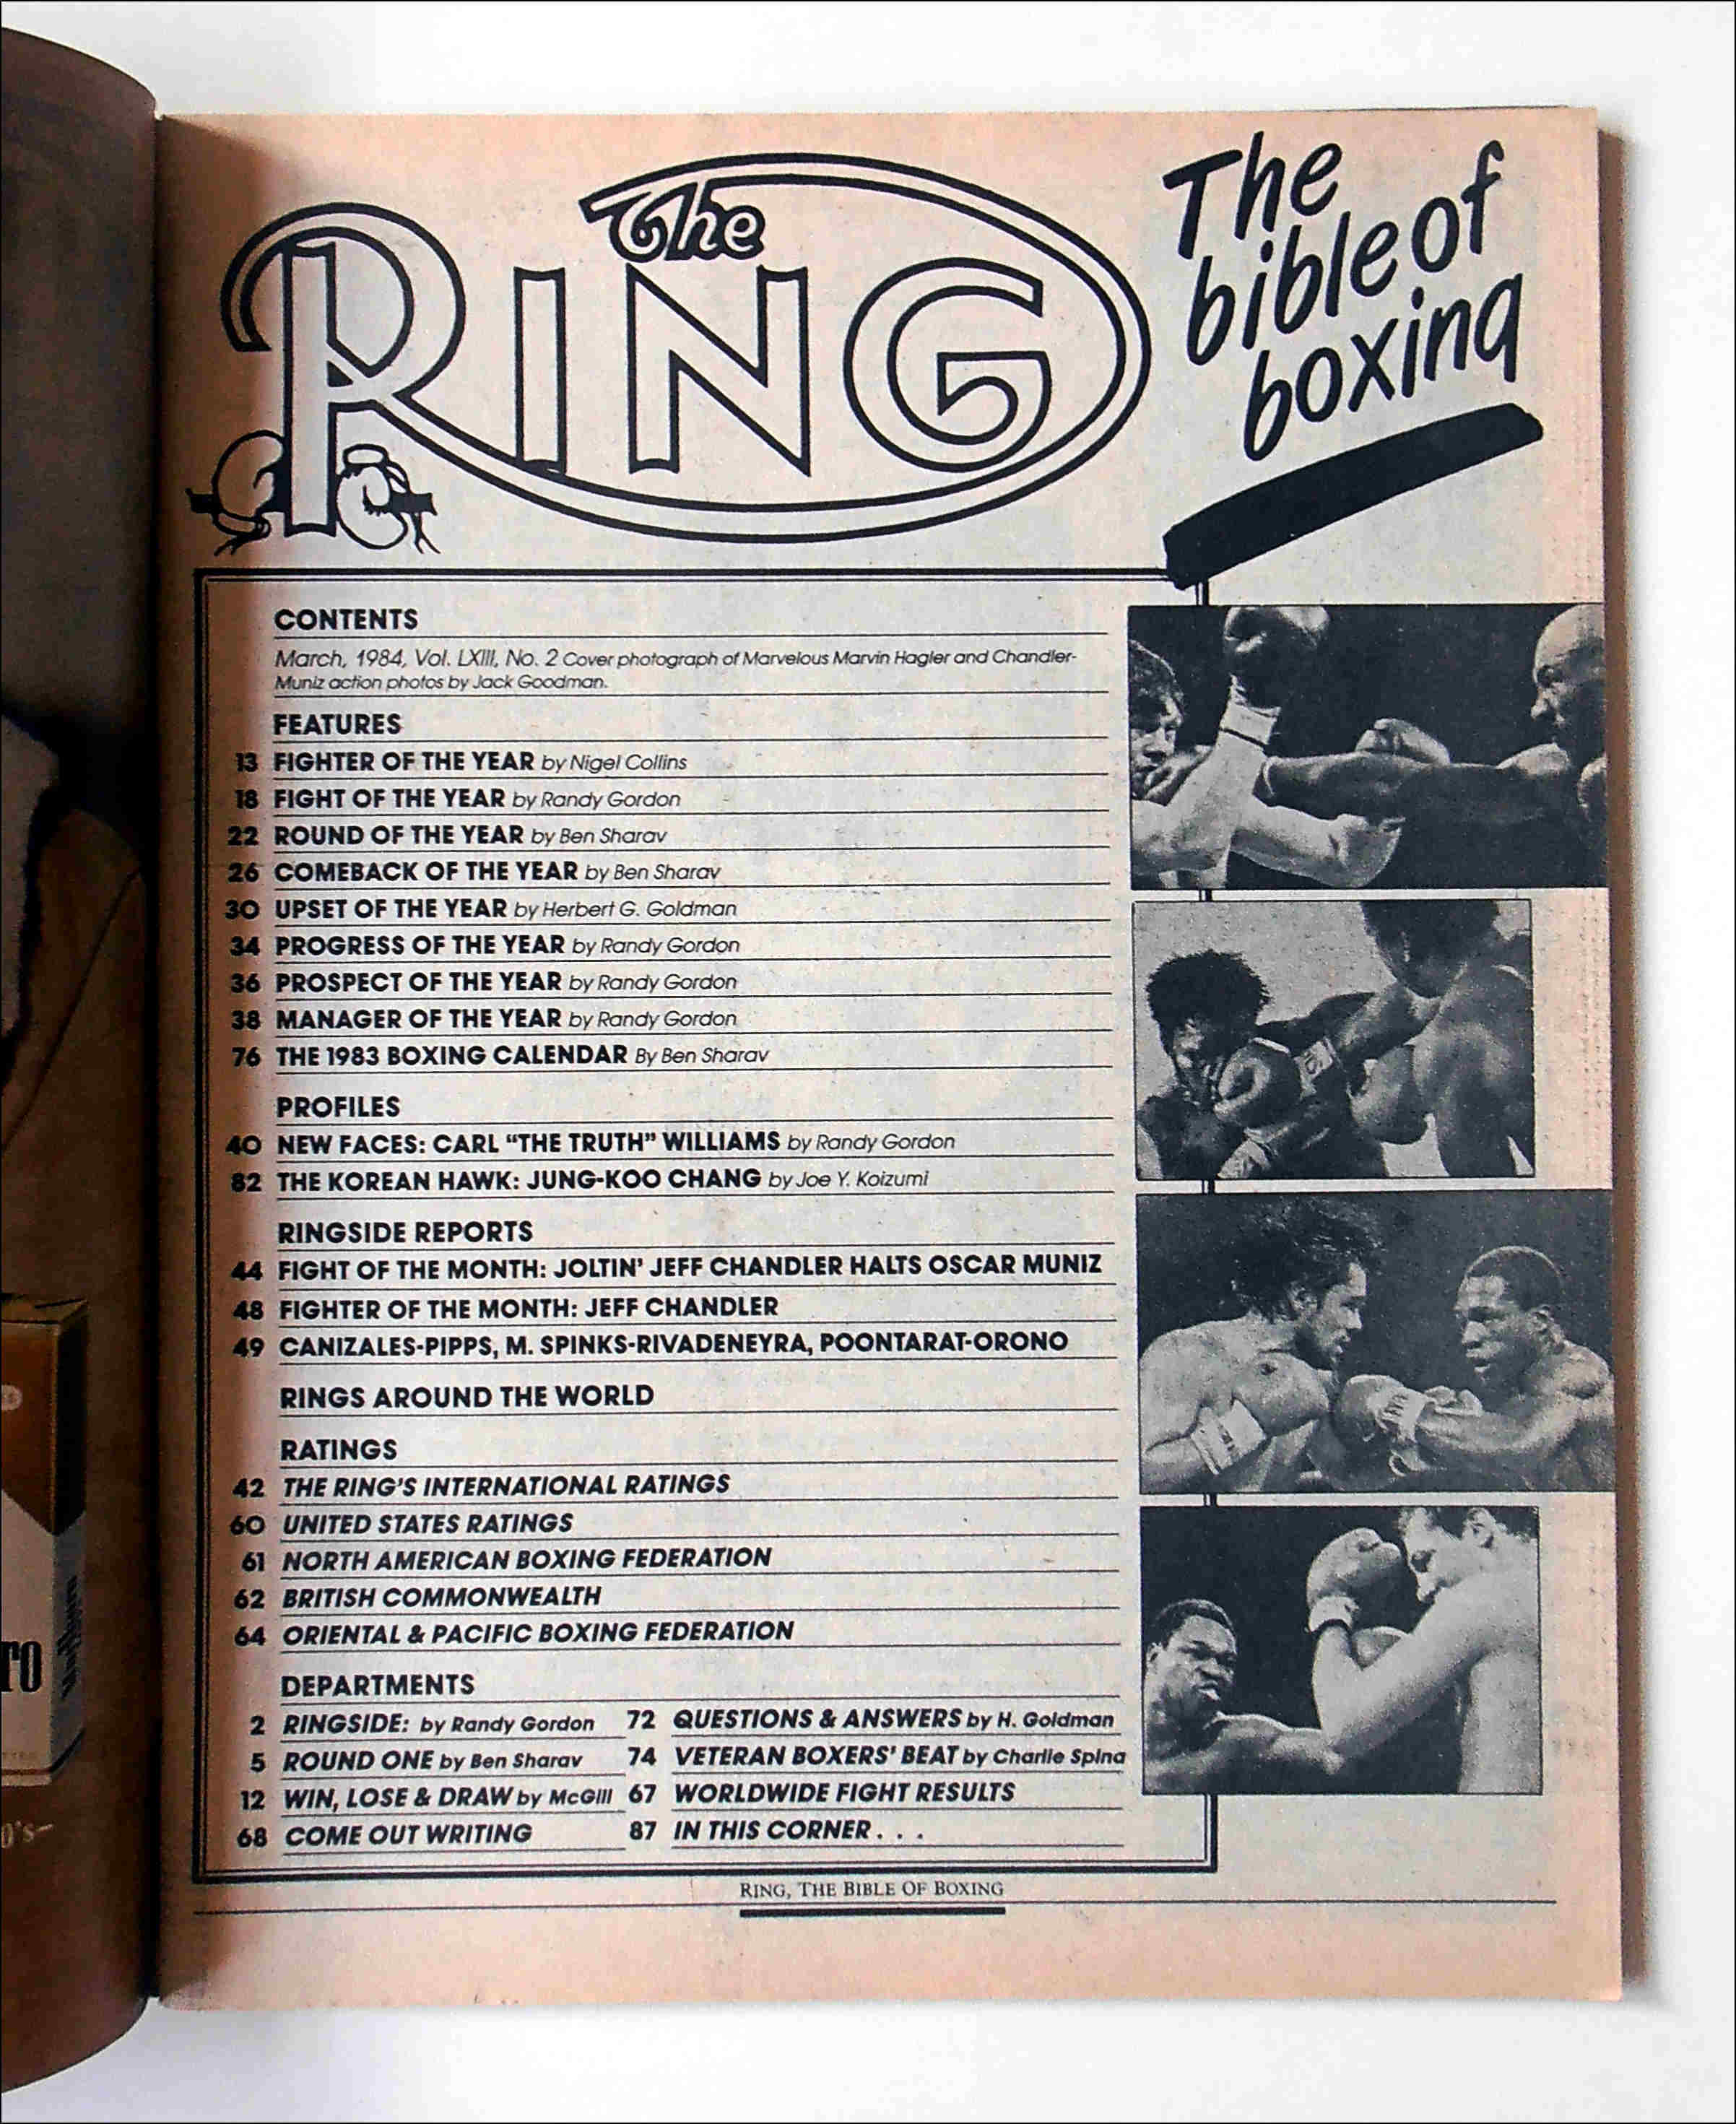 The
RING
The
bible of
boxing
CONTENTS
March, 1984, Vol. LXIII, No. 2 Cover photograph of Marvelous Marvin Hagler and Chandler-
Muniz action photos by Jack Goodman.
FEATURES
13 FIGHTER OF THE YEAR by Nigel Collins
18 FIGHT OF THE YEAR by Randy Gordon
22 ROUND OF THE YEAR by Ben Sharav
26 COMEBACK OF THE YEAR by Ben Sharav
30 UPSET OF THE YEAR by Herbert G. Goldman
34 PROGRESS OF THE YEAR by Randy Gordon
36 PROSPECT OF THE YEAR by Randy Gordon
38 MANAGER OF THE YEAR by Randy Gordon
76 THE 1983 BOXING CALENDAR By Ben Sharav
PROFILES
40 NEW FACES: CARL “THE TRUTH” WILLIAMS by Randy Gordon
82 THE KOREAN HAWK: JUNG-KOO CHANG by Joe Y. Koizumi
RINGSIDE REPORTS
44 FIGHT OF THE MONTH: JOLTIN’ JEFF CHANDLER HALTS OSCAR MUNIZ
48 FIGHTER OF THE MONTH: JEFF CHANDLER
49 CANIZALES-PIPPS, M. SPINKS-RIVADENEYRA, POONTARAT-ORONO
RINGS AROUND THE WORLD
RATINGS
42 THE RING’S INTERNATIONAL RATINGS
60 UNITED STATES RATINGS
61 NORTH AMERICAN BOXING FEDERATION
62 BRITISH COMMONWEALTH
64 ORIENTAL & PACIFIC BOXING FEDERATION
DEPARTMENTS
2 RINGSIDE: by Randy Gordon
5 ROUND ONE by Ben Sharav
12 WIN, LOSE & DRAW by McGill
68 COME OUT WRITING
72 QUESTIONS & ANSWERS by H. Goldman
74 VETERAN BOXERS’ BEAT by Charlie Spina
67 WORLDWIDE FIGHT RESULTS
87 IN THIS CORNER . . .
RING, THE BIBLE OF BOXING